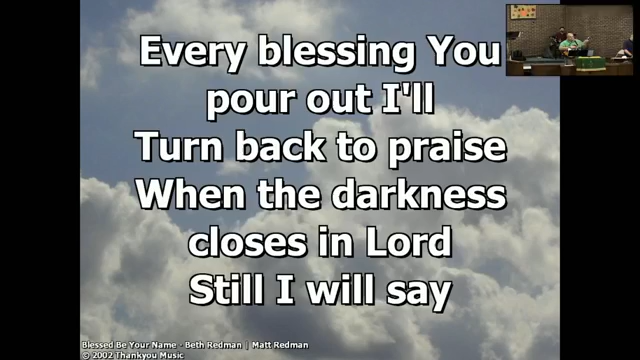 Every blessing You
pour out I'll
Turn back to praise
When the darkness
closes in Lord
Still I will say
Blessed Be Your Name - Beth Redman | Matt Redman
© 2002 Thankyou Music